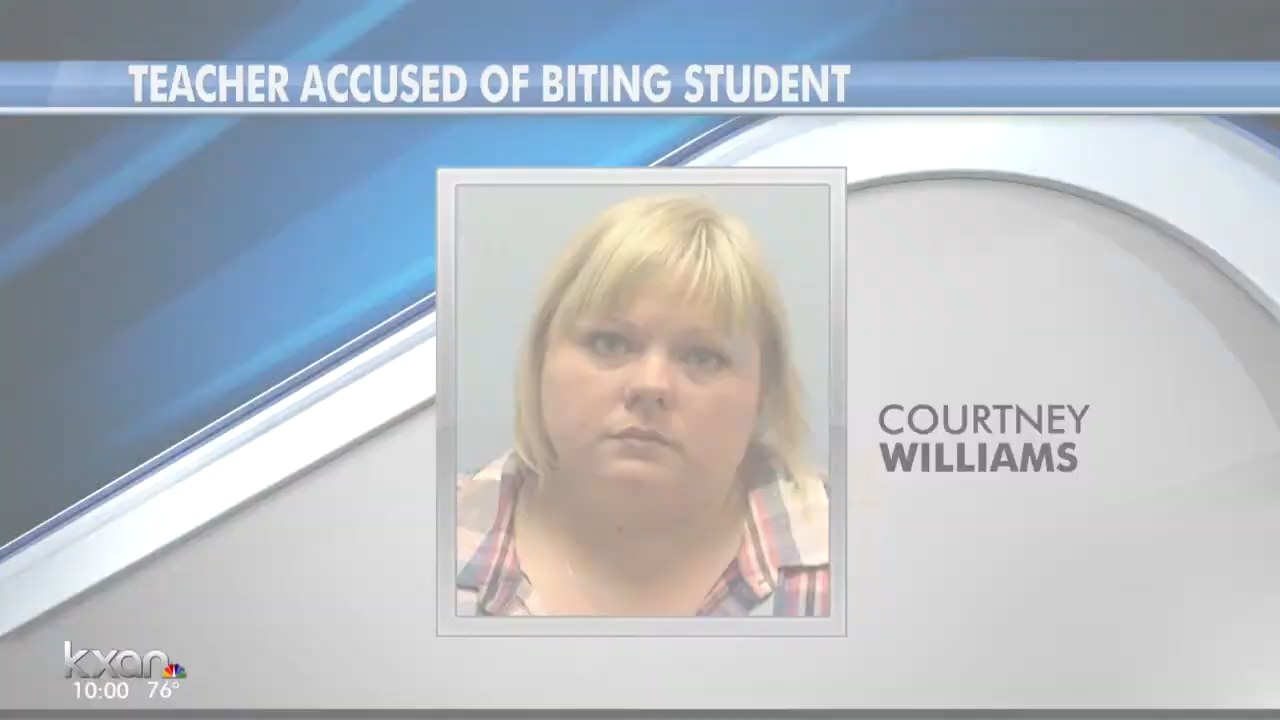 TEACHER ACCUSED OF BITING STUDENT
COURTNEY
WILLIAMS
kxan
10:00 76°